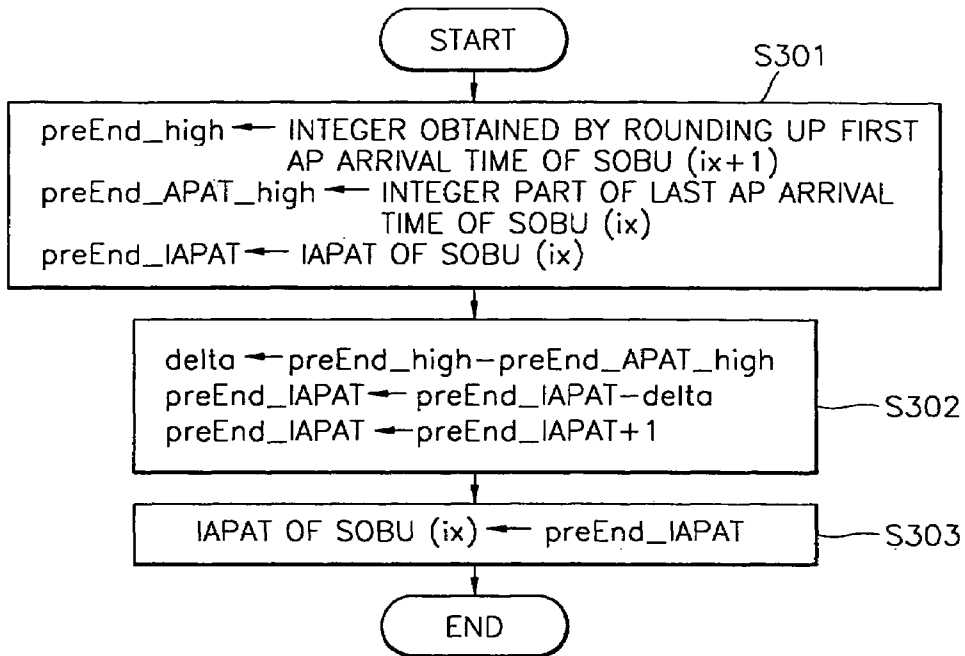 START
S301
preEnd_high ← INTEGER OBTAINED BY ROUNDING UP FIRST
AP ARRIVAL TIME OF SOBU (ix+1)
preEnd_APAT_high ← INTEGER PART OF LAST AP ARRIVAL
TIME OF SOBU (ix)
preEnd_IAPAT ← IAPAT OF SOBU (ix)
delta ← preEnd_high-preEnd_APAT_high
preEnd_IAPAT ← preEnd_IAPAT-delta
preEnd_IAPAT ← preEnd_IAPAT+1
S302
IAPAT OF SOBU (ix) ← preEnd_IAPAT
S303
END